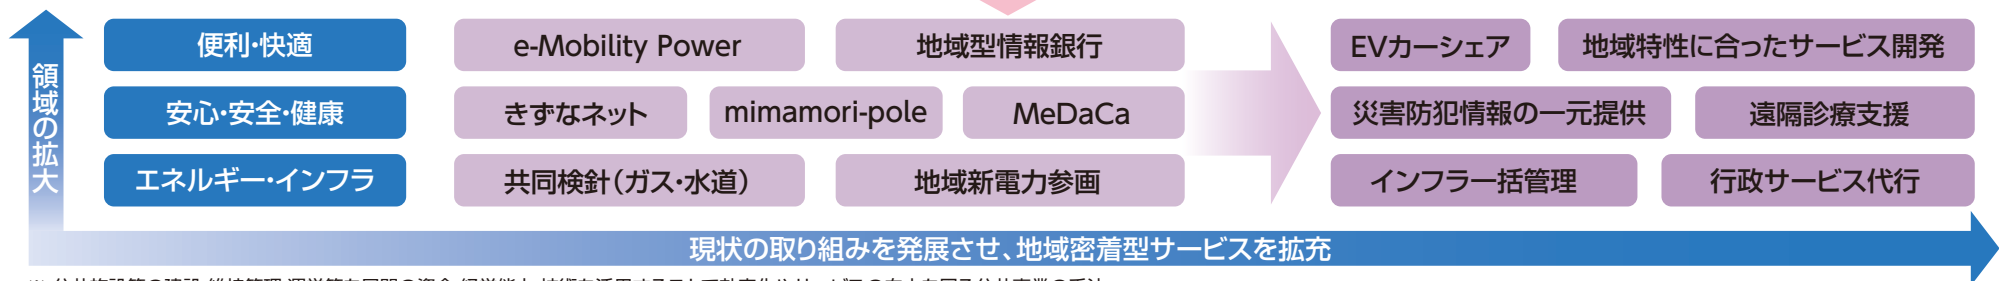 領域の拡大
便利・快適
e-Mobility Power
地域型情報銀行
EVカーシェア
地域特性に合ったサービス開発
安心・安全・健康
きずなネット
mimamori-pole
MeDaCa
災害防犯情報の一元提供
遠隔診療支援
エネルギー・インフラ
共同検針（ガス・水道）
地域新電力参画
インフラ一括管理
行政サービス代行
現状の取り組みを発展させ、地域密着型サービスを拡充